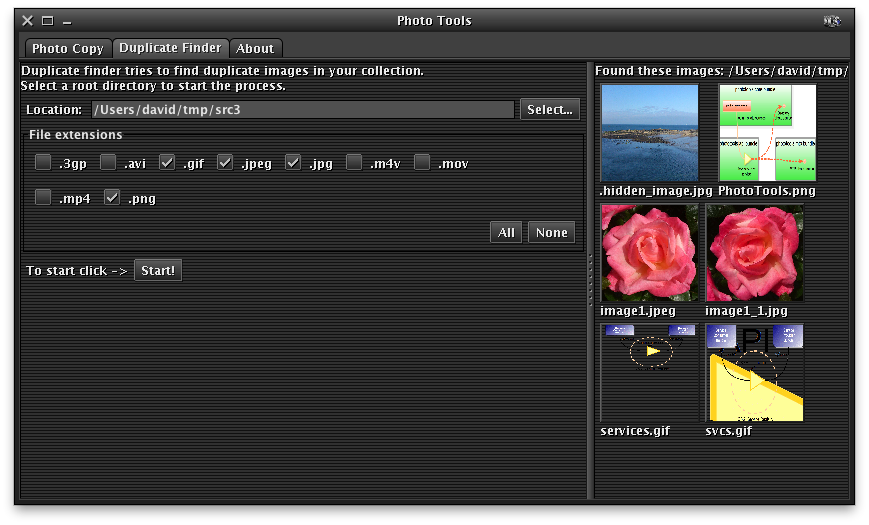 Photo Tools
Photo Copy Duplicate Finder About
Duplicate finder tries to find duplicate images in your collection.
Select a root directory to start the process.
Location: /Users/david/tmp/src3 Select...
File extensions
.3gp .avi .gif .jpeg .jpg .m4v .mov
.mp4 .png
All None
To start click -> Start!
Found these images: /Users/david/tmp/
.hidden_image.jpg PhotoTools.png
image1.jpeg image1_1.jpg
services.gif svcs.gif